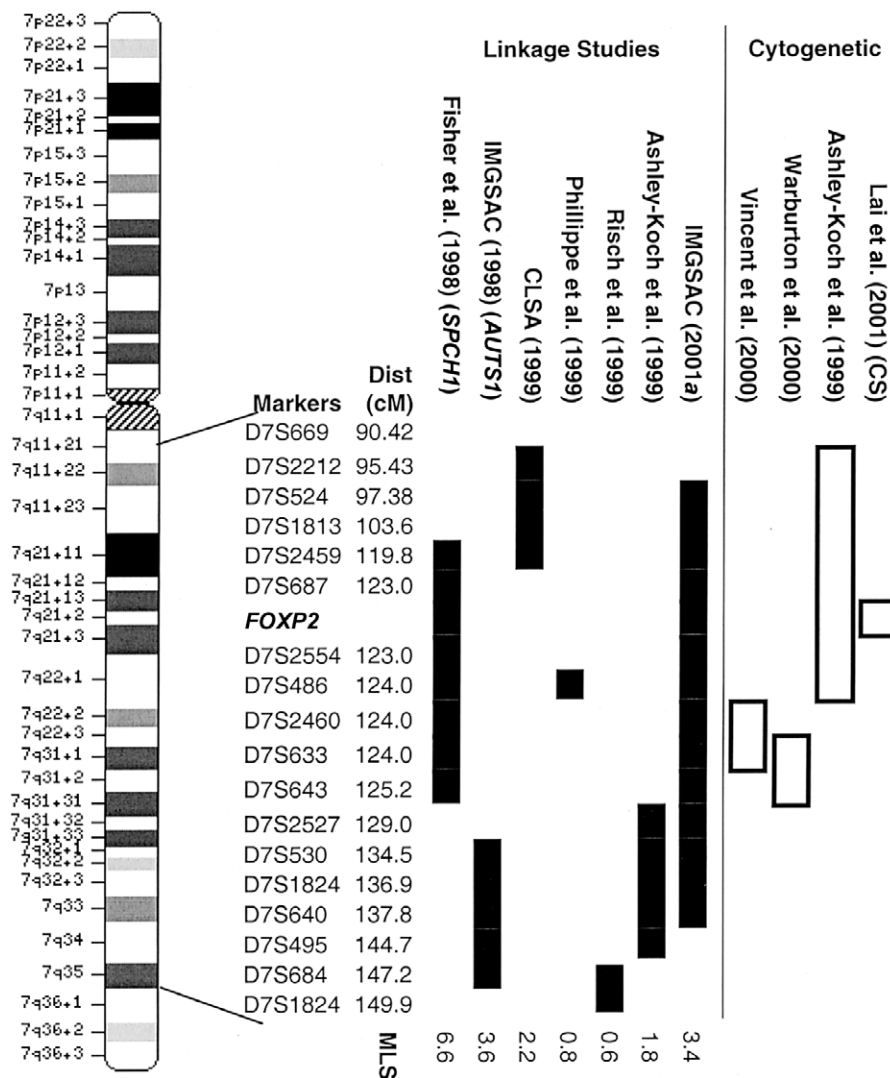 Linkage Studies
Cytogenetic
Fisher et al. (1998) (SPCH1)
IMGSAC (1998) (AUTS1)
CLSA (1999)
Phillippe et al. (1999)
Risch et al. (1999)
Ashley-Koch et al. (1999)
IMGSAC (2001a)
Vincent et al. (2000)
Warburton et al. (2000)
Ashley-Koch et al. (1999)
Lai et al. (2001) (CS)
7p22+3
7p22+2
7p22+1
7p21+3
7p21+2
7p21+1
7p15+3
7p15+2
7p15+1
7p14+3
7p14+2
7p14+1
7p13
7p12+3
7p12+2
7p12+1
7p11+2
7p11+1
7q11+1
7q11+21
7q11+22
7q11+23
7q21+11
7q21+12
7q21+13
7q21+2
7q21+3
7q22+1
7q22+2
7q22+3
7q31+1
7q31+2
7q31+31
7q31+32
7q31+33
7q32+1
7q32+2
7q32+3
7q33
7q34
7q35
7q36+1
7q36+2
7q36+3
Dist
Markers (cM)
D7S669 90.42
D7S2212 95.43
D7S524 97.38
D7S1813 103.6
D7S2459 119.8
D7S687 123.0
FOXP2
D7S2554 123.0
D7S486 124.0
D7S2460 124.0
D7S633 124.0
D7S643 125.2
D7S2527 129.0
D7S530 134.5
D7S1824 136.9
D7S640 137.8
D7S495 144.7
D7S684 147.2
D7S1824 149.9
MLS
6.6
3.6
2.2
0.8
0.6
1.8
3.4